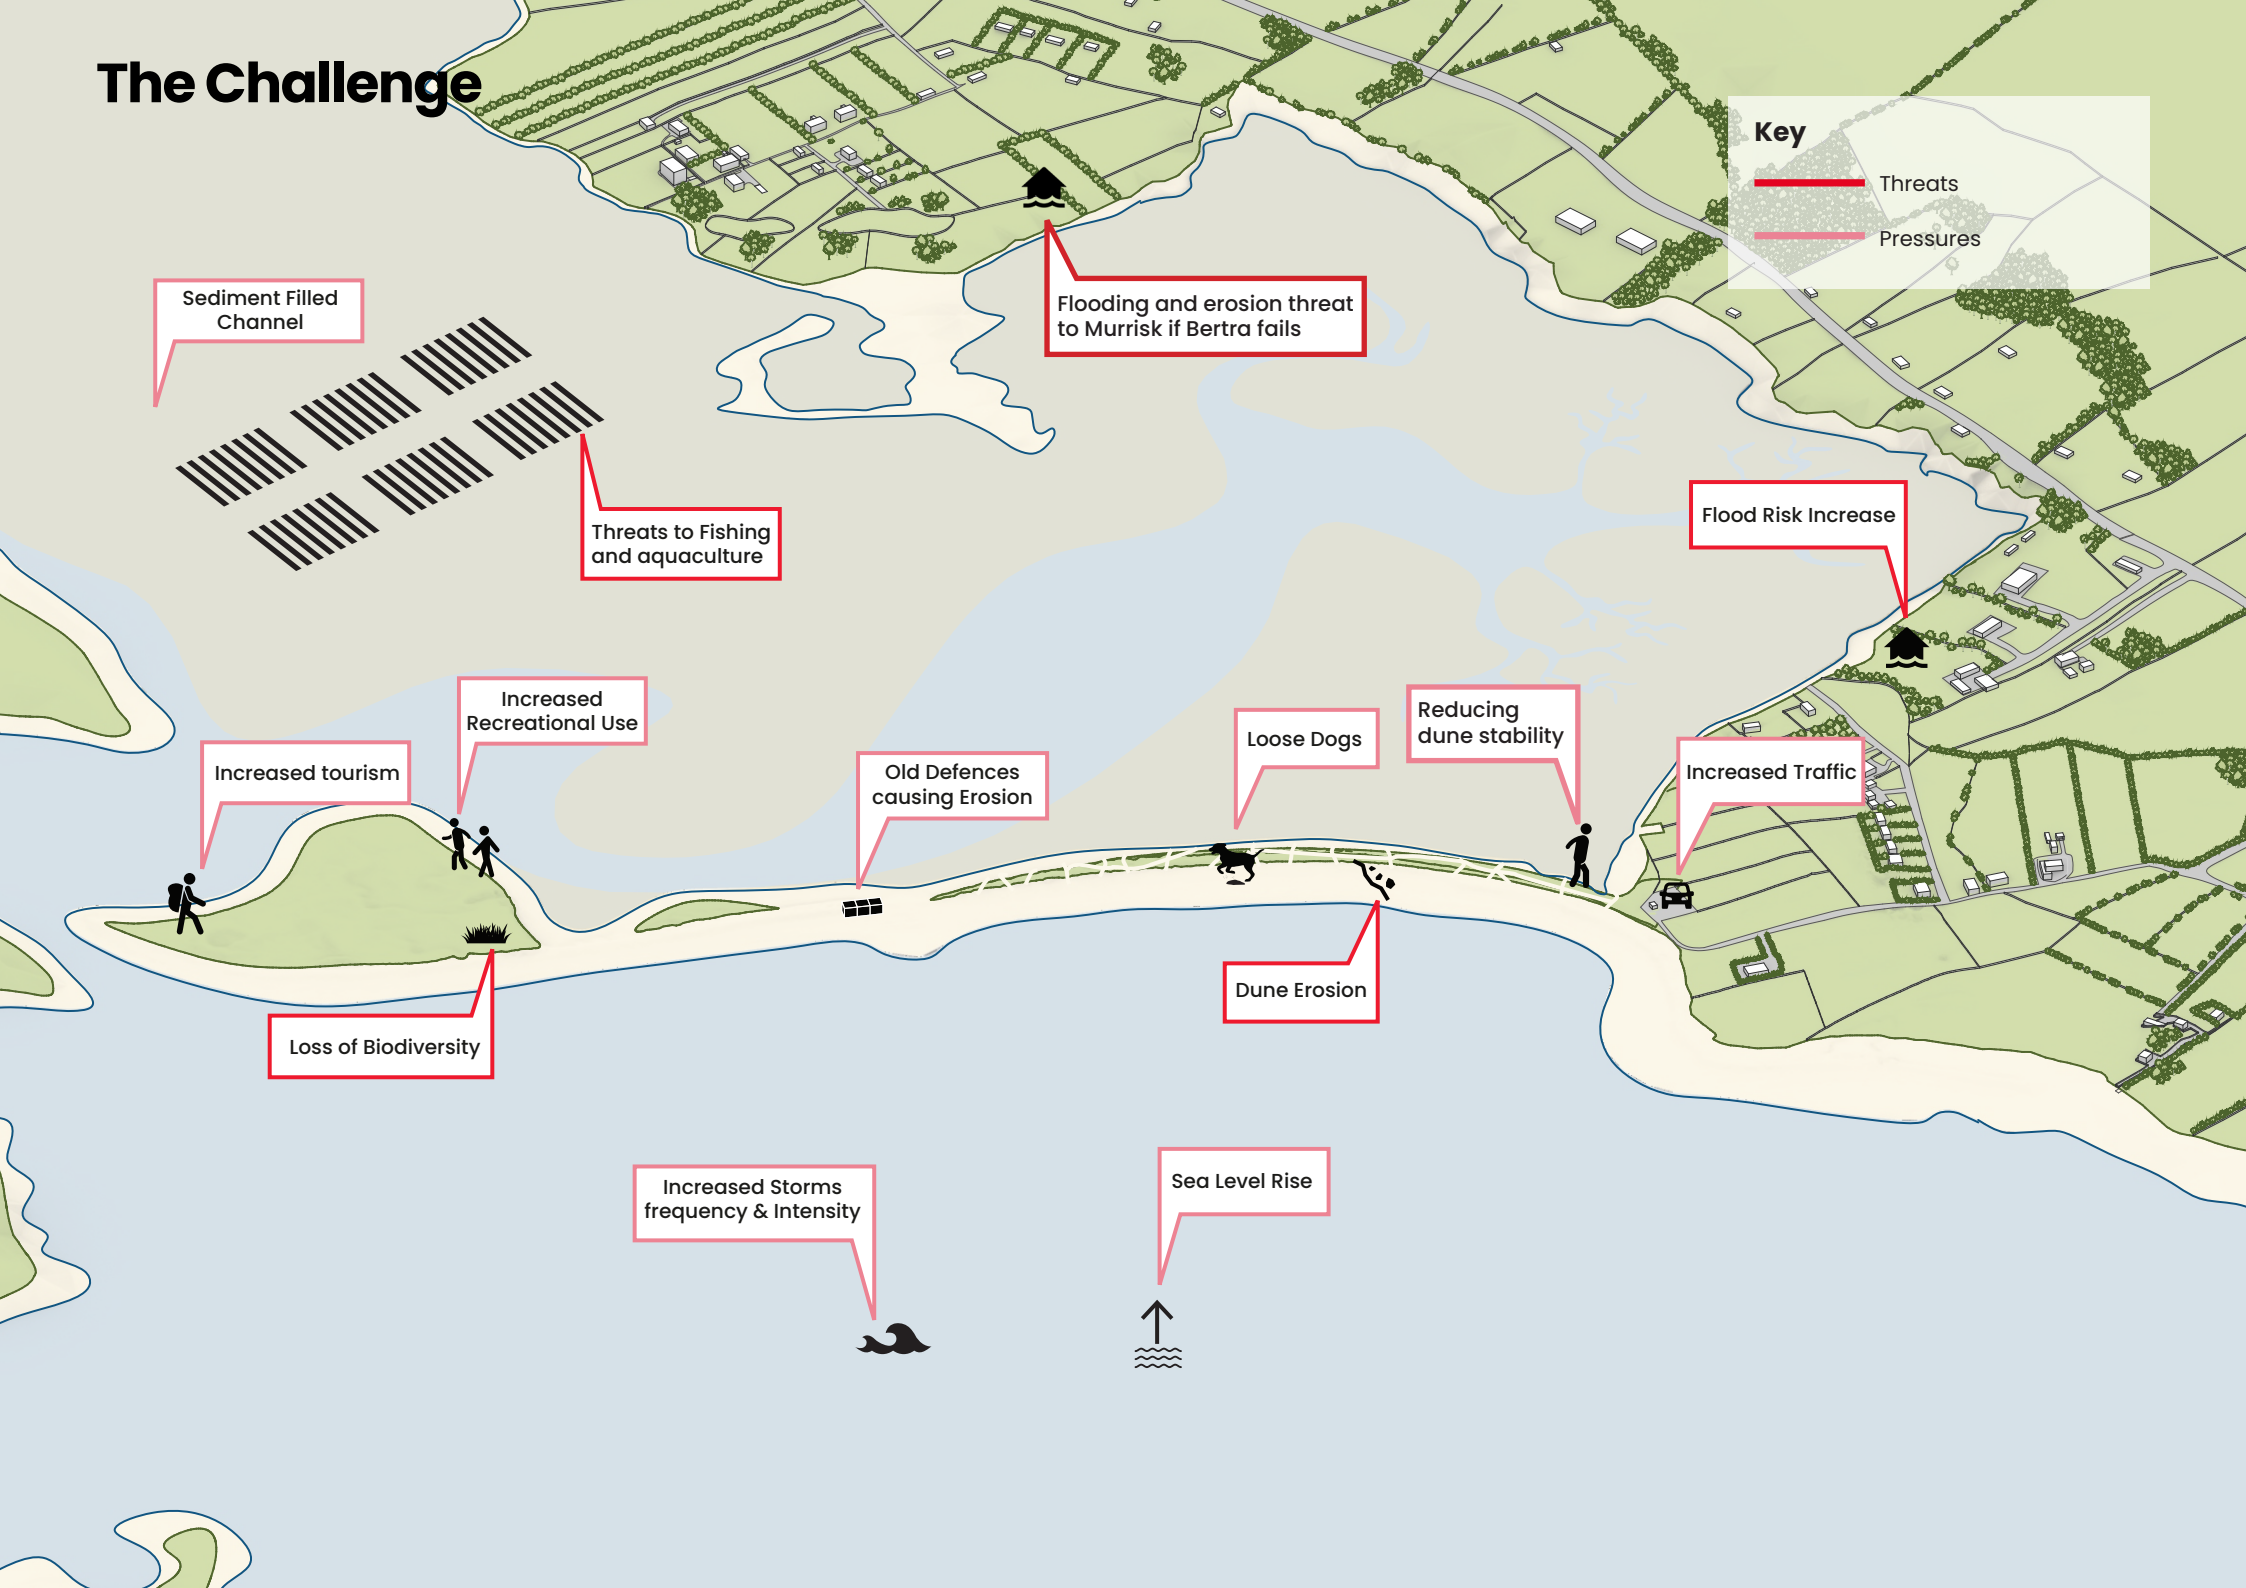 The Challenge
Key
Threats
Pressures
Sediment Filled
Channel
Flooding and erosion threat
to Murrisk if Bertra fails
Threats to Fishing
and aquaculture
Flood Risk Increase
Increased
Recreational Use
Increased tourism
Old Defences
causing Erosion
Loose Dogs
Reducing
dune stability
Increased Traffic
Loss of Biodiversity
Dune Erosion
Increased Storms
frequency & Intensity
Sea Level Rise